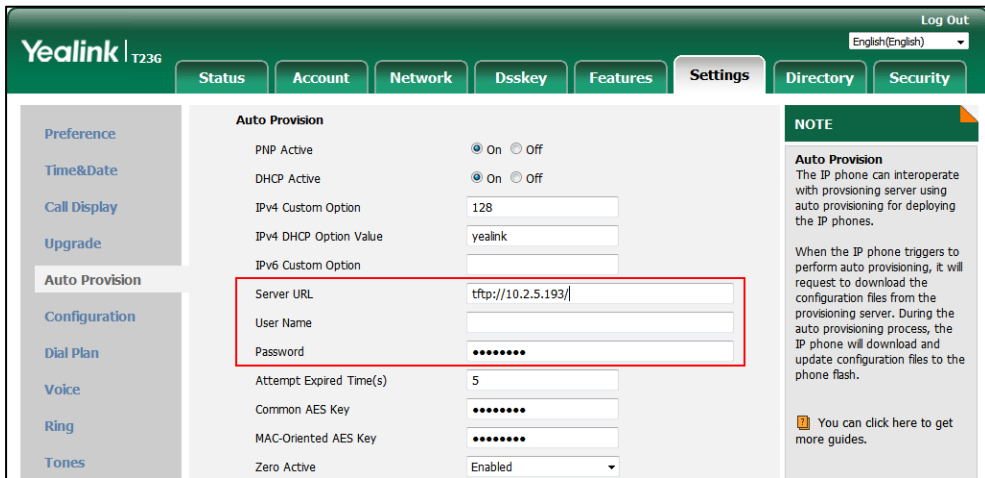 Log Out
Yealink T23G
English(English)
Status Account Network Dsskey Features Settings Directory Security
Preference
Time&Date
Call Display
Upgrade
Auto Provision
Configuration
Dial Plan
Voice
Ring
Tones
Auto Provision
PNP Active On Off
DHCP Active On Off
IPv4 Custom Option 128
IPv4 DHCP Option Value yealink
IPv6 Custom Option
Server URL tftp://10.2.5.193/
User Name
Password ••••••••
Attempt Expired Time(s) 5
Common AES Key ••••••••
MAC-Oriented AES Key ••••••••
Zero Active Enabled
NOTE
Auto Provision
The IP phone can interoperate
with provsioning server using
auto provisioning for deploying
the IP phones.
When the IP phone triggers to
perform auto provisioning, it will
request to download the
configuration files from the
provisioning server. During the
auto provisioning process, the
IP phone will download and
update configuration files to the
phone flash.
You can click here to get
more guides.